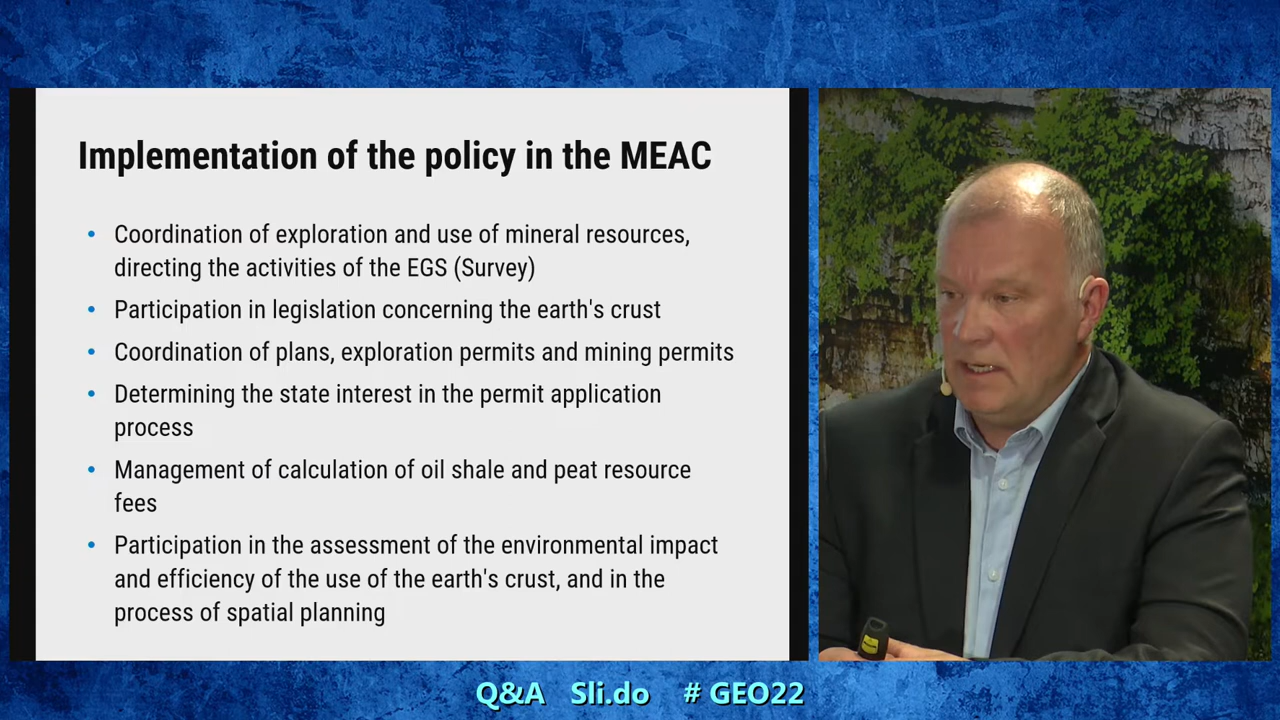 Implementation of the policy in the MEAC
• Coordination of exploration and use of mineral resources,
directing the activities of the EGS (Survey)
• Participation in legislation concerning the earth's crust
• Coordination of plans, exploration permits and mining permits
• Determining the state interest in the permit application
process
• Management of calculation of oil shale and peat resource
fees
• Participation in the assessment of the environmental impact
and efficiency of the use of the earth's crust, and in the
process of spatial planning
Q&A Sli.do # GEO22